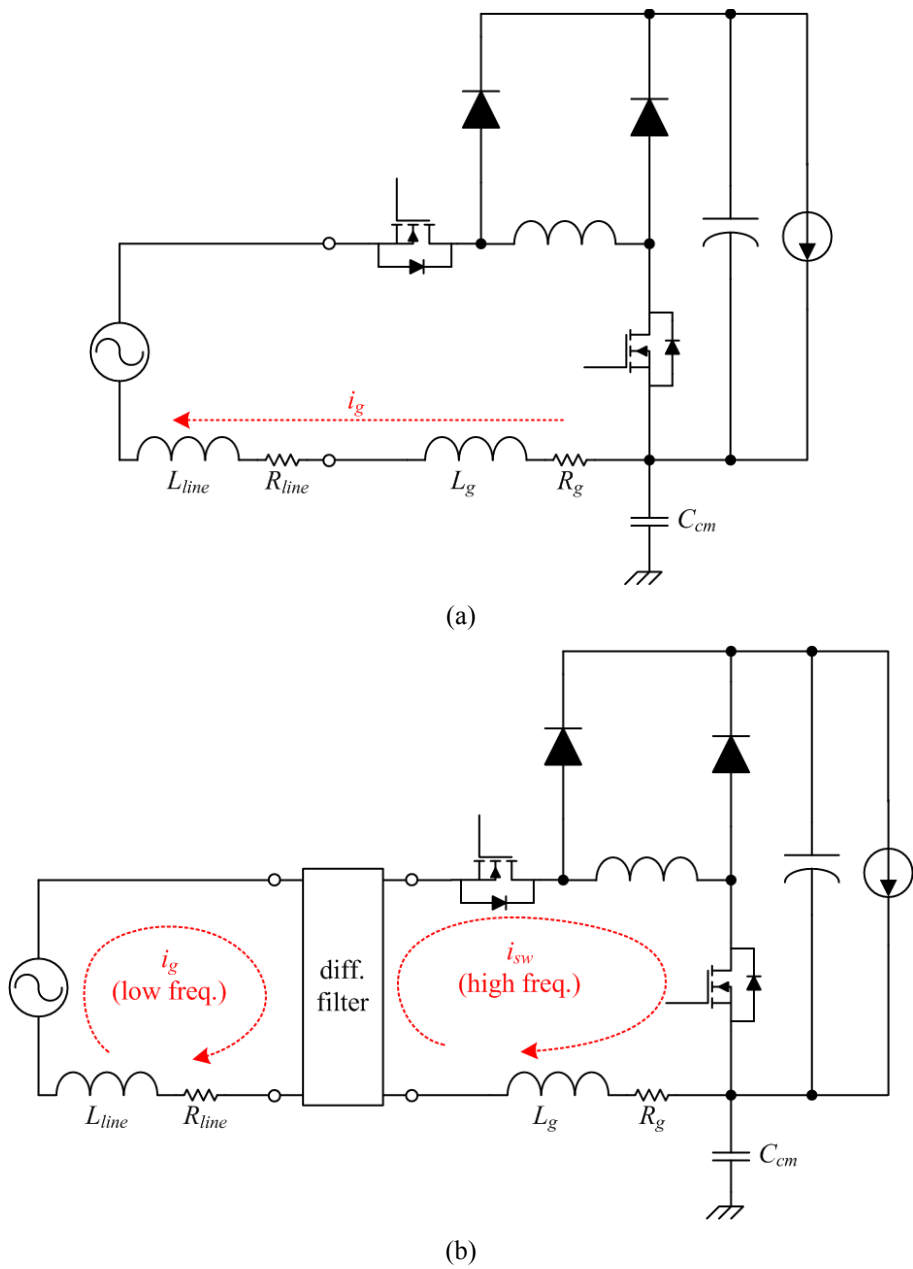 i_g
L_line R_line L_g R_g
C_cm
(a)
i_g
(low freq.)
diff.
filter
i_sw
(high freq.)
L_line R_line L_g R_g
C_cm
(b)